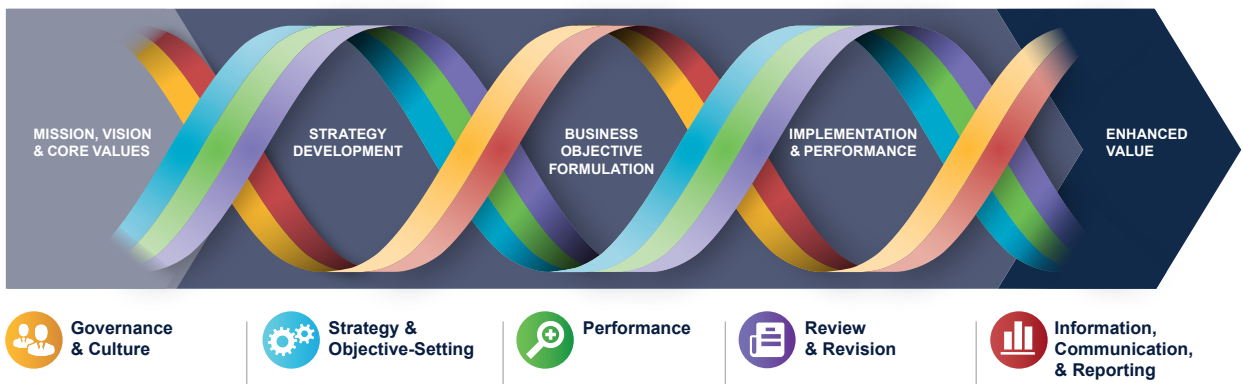 MISSION, VISION
& CORE VALUES
STRATEGY
DEVELOPMENT
BUSINESS
OBJECTIVE
FORMULATION
IMPLEMENTATION
& PERFORMANCE
ENHANCED
VALUE
Governance
& Culture
Strategy &
Objective-Setting
Performance
Review
& Revision
Information,
Communication,
& Reporting